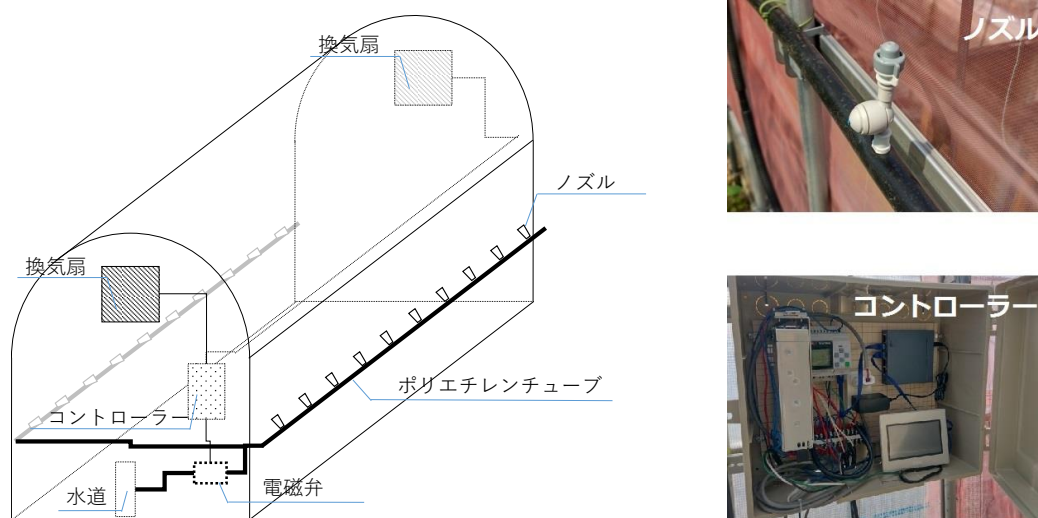 換気扇
ノズル
換気扇
ポリエチレンチューブ
コントローラー
水道
電磁弁
ノズル
コントローラー